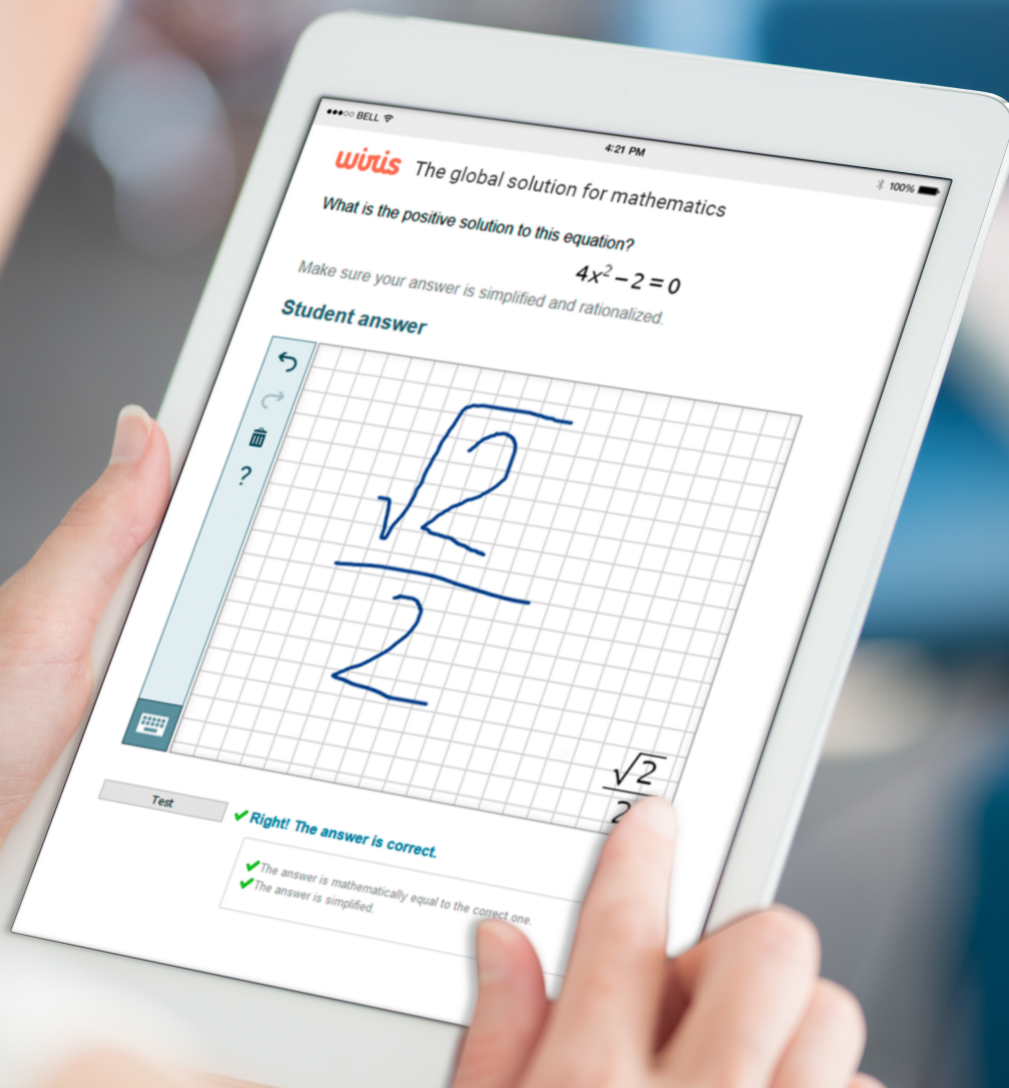 BELL 4:21 PM 100%
wiris The global solution for mathematics
What is the positive solution to this equation?
4x² – 2 = 0
Make sure your answer is simplified and rationalized.
Student answer
?
√2
2
√2
2
Test
✔ Right! The answer is correct.
✔ The answer is mathematically equal to the correct one.
✔ The answer is simplified.